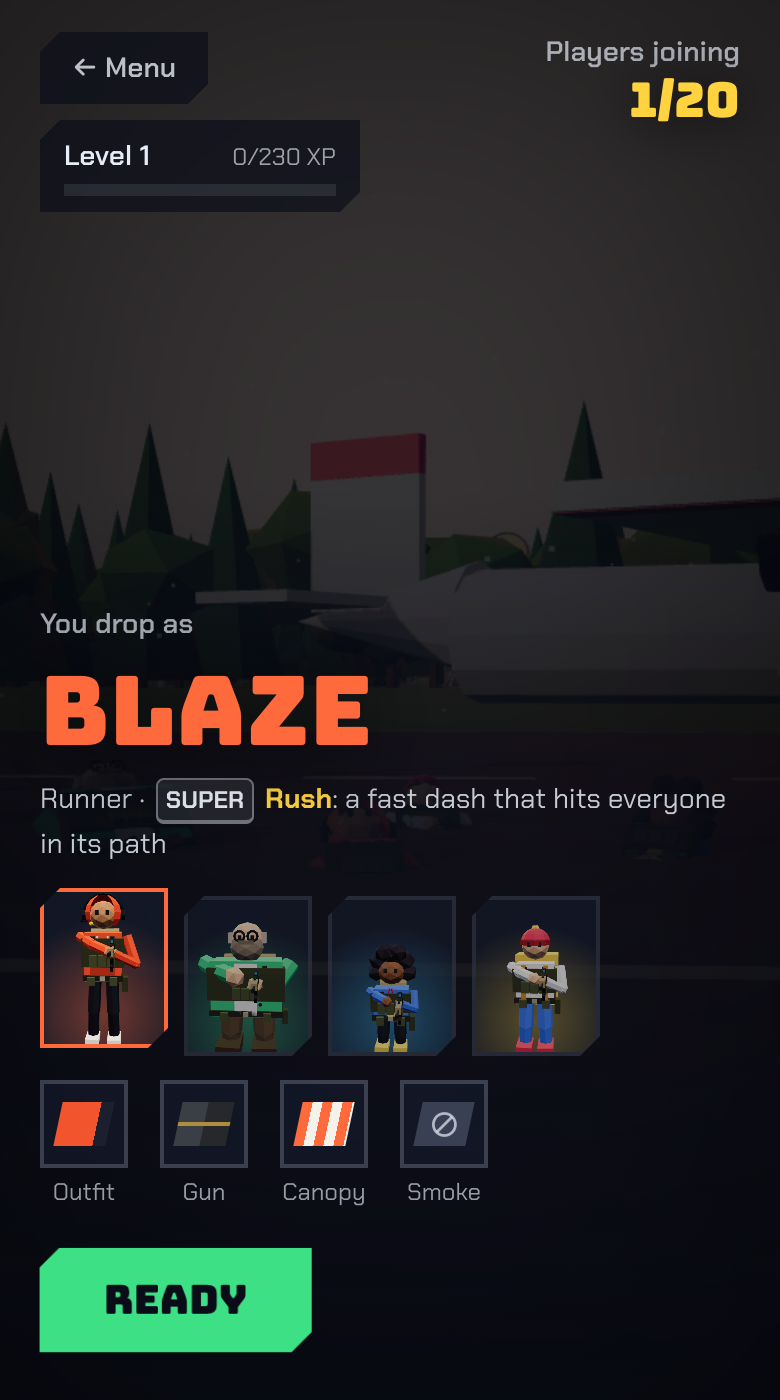 ← Menu
Players joining
1/20
Level 1 0/230 XP
You drop as
BLAZE
Runner · SUPER Rush: a fast dash that hits everyone
in its path
Outfit Gun Canopy Smoke
READY